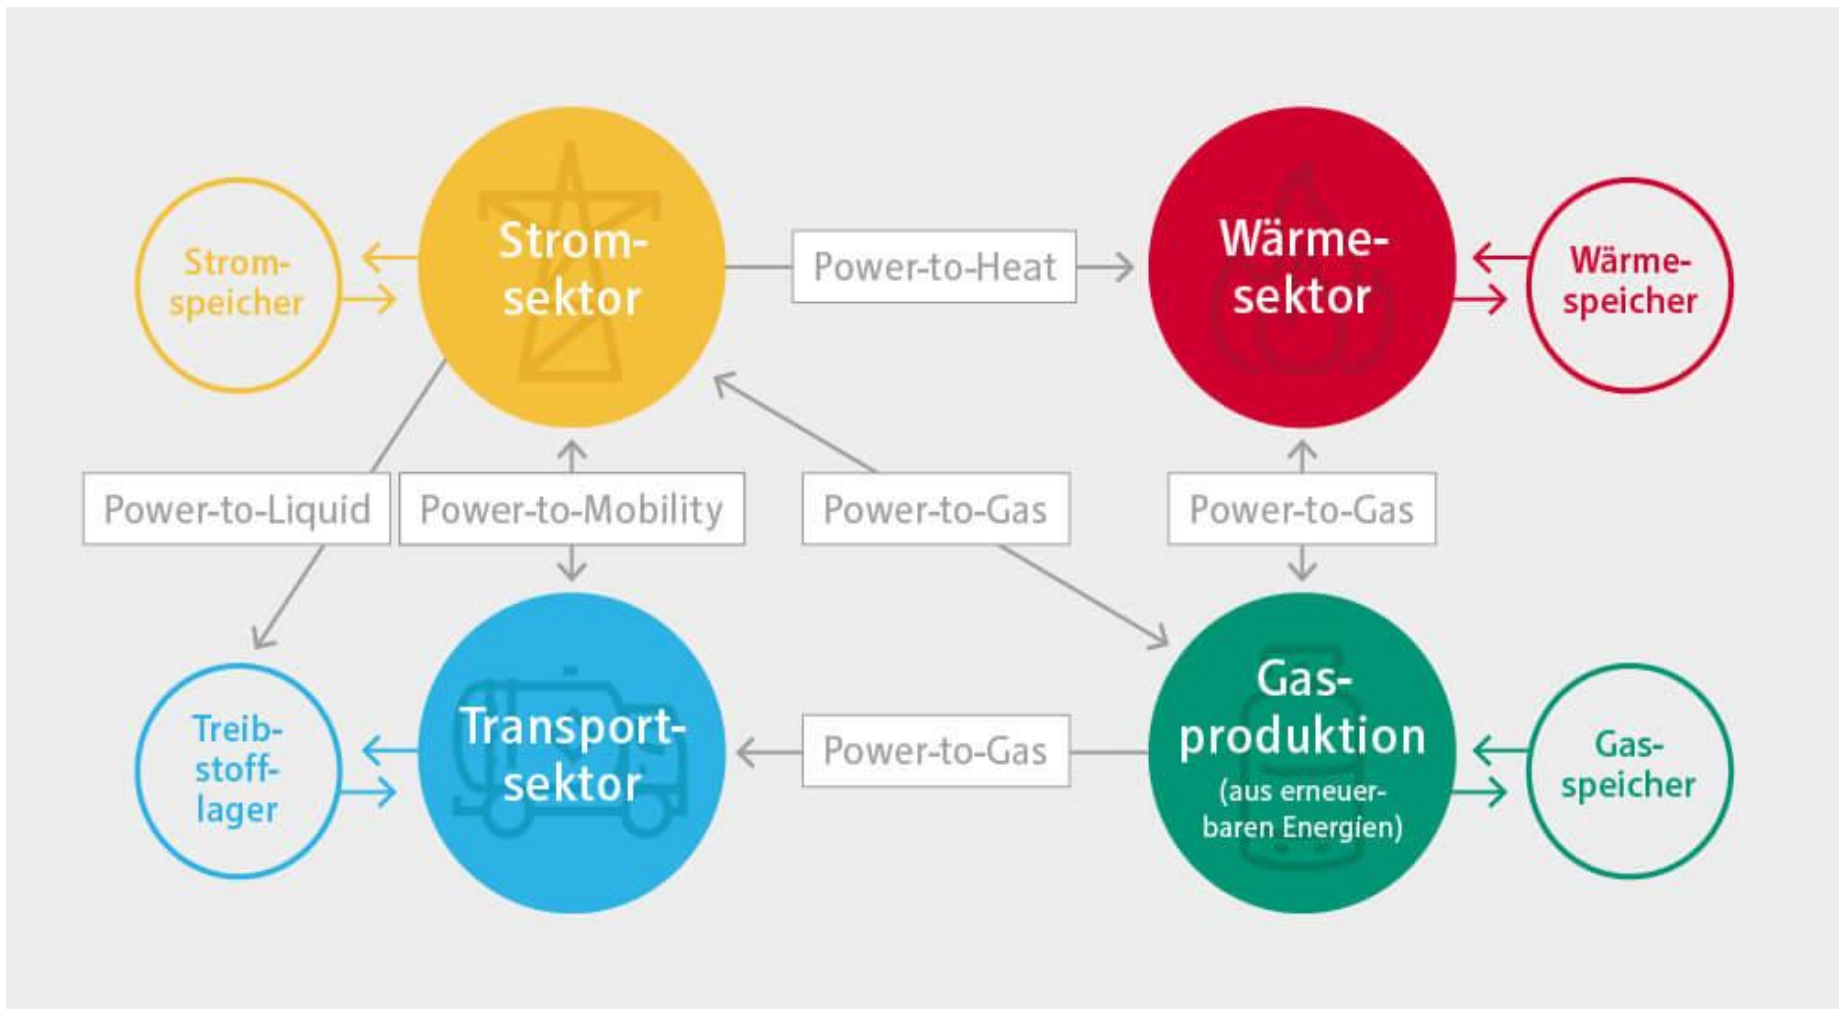 Strom-
speicher
Strom-
sektor
Power-to-Heat
Wärme-
sektor
Wärme-
speicher
Power-to-Liquid
Power-to-Mobility
Power-to-Gas
Power-to-Gas
Treib-
stoff-
lager
Transport-
sektor
Power-to-Gas
Gas-
produktion
(aus erneuer-
baren Energien)
Gas-
speicher